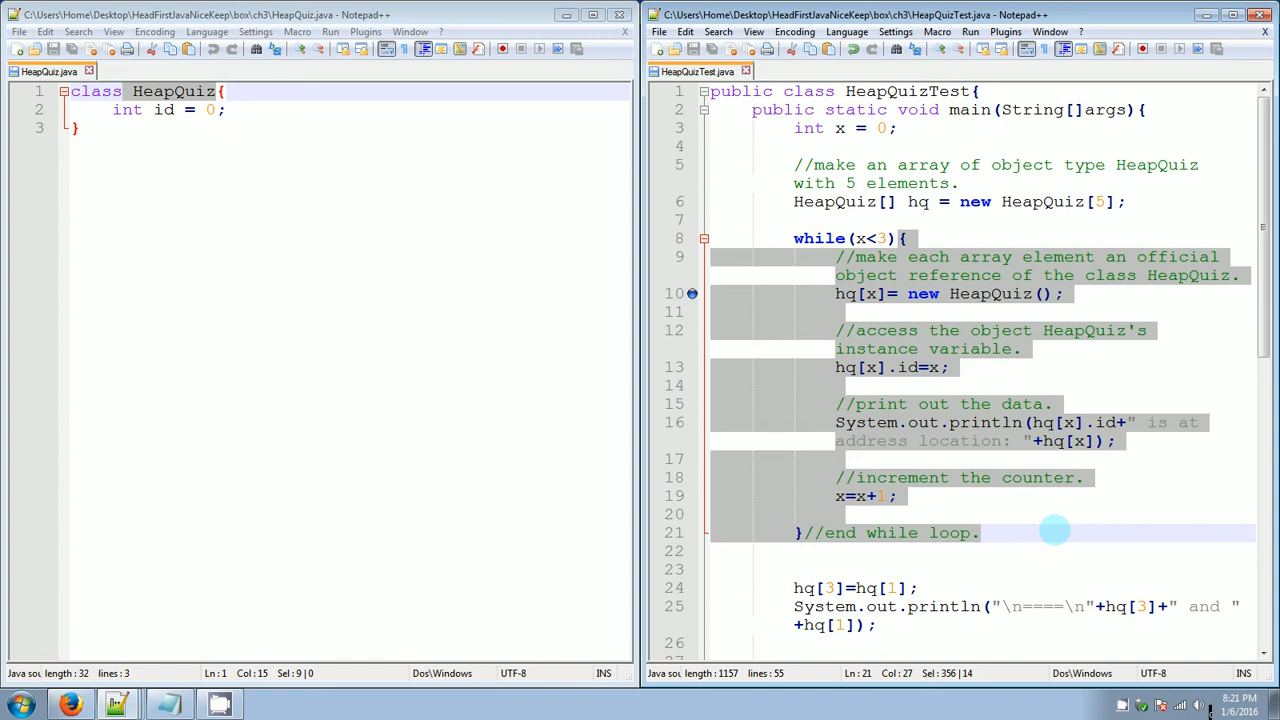 C:\Users\Home\Desktop\HeadFirstJavaNiceKeep\box\ch3\HeapQuiz.java - Notepad++
File Edit Search View Encoding Language Settings Macro Run Plugins Window ? X
HeapQuiz.java
1 class HeapQuiz{
2 int id = 0;
3 }
Java sou length : 32 lines : 3 Ln : 1 Col : 15 Sel : 9 | 0 Dos\Windows UTF-8 INS
C:\Users\Home\Desktop\HeadFirstJavaNiceKeep\box\ch3\HeapQuizTest.java - Notepad++
File Edit Search View Encoding Language Settings Macro Run Plugins Window ? X
HeapQuizTest.java
1 public class HeapQuizTest{
2 public static void main(String[]args){
3 int x = 0;
4
5 //make an array of object type HeapQuiz
with 5 elements.
6 HeapQuiz[] hq = new HeapQuiz[5];
7
8 while(x<3){
9 //make each array element an official
object reference of the class HeapQuiz.
10 hq[x]= new HeapQuiz();
11
12 //access the object HeapQuiz's
instance variable.
13 hq[x].id=x;
14
15 //print out the data.
16 System.out.println(hq[x].id+" is at
address location: "+hq[x]);
17
18 //increment the counter.
19 x=x+1;
20
21 }//end while loop.
22
23
24 hq[3]=hq[1];
25 System.out.println("\n====\n"+hq[3]+" and "
+hq[1]);
26
Java sou length : 1157 lines : 55 Ln : 21 Col : 27 Sel : 356 | 14 Dos\Windows UTF-8 INS
8:21 PM
1/6/2016